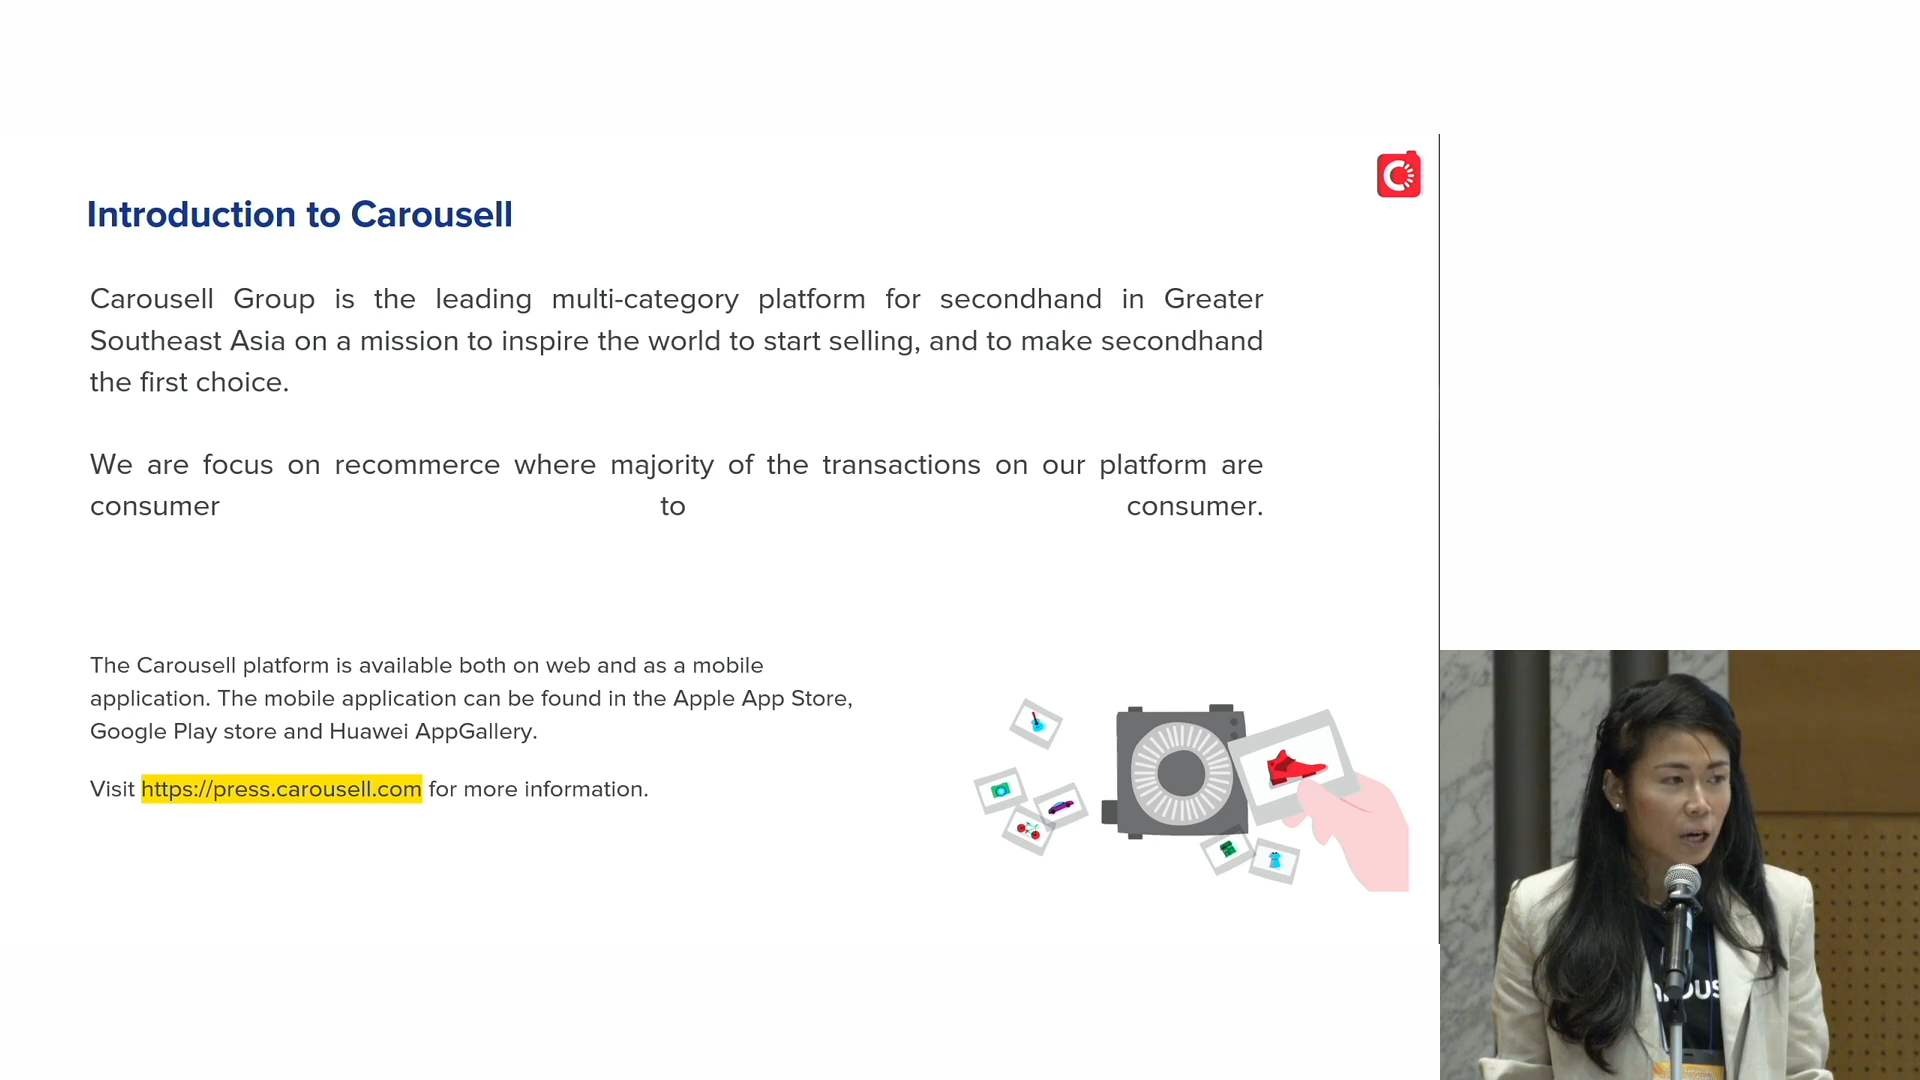 Introduction to Carousell
Carousell Group is the leading multi-category platform for secondhand in Greater
Southeast Asia on a mission to inspire the world to start selling, and to make secondhand
the first choice.
We are focus on recommerce where majority of the transactions on our platform are
consumer to consumer.
The Carousell platform is available both on web and as a mobile
application. The mobile application can be found in the Apple App Store,
Google Play store and Huawei AppGallery.
Visit https://press.carousell.com for more information.